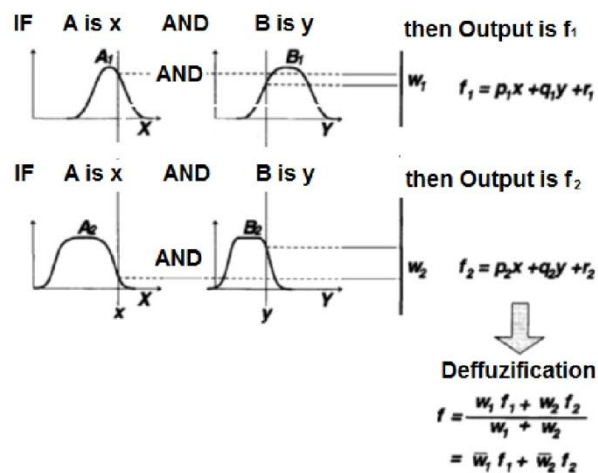 IF A is x AND B is y then Output is f₁
A₁ AND B₁
w₁ f₁ = p₁x + q₁y + r₁
X Y
IF A is x AND B is y then Output is f₂
A₂ AND B₂
w₂ f₂ = p₂x + q₂y + r₂
X Y
x y
Deffuzification
f = w₁ f₁ + w₂ f₂ / w₁ + w₂
= w̅₁ f₁ + w̅₂ f₂